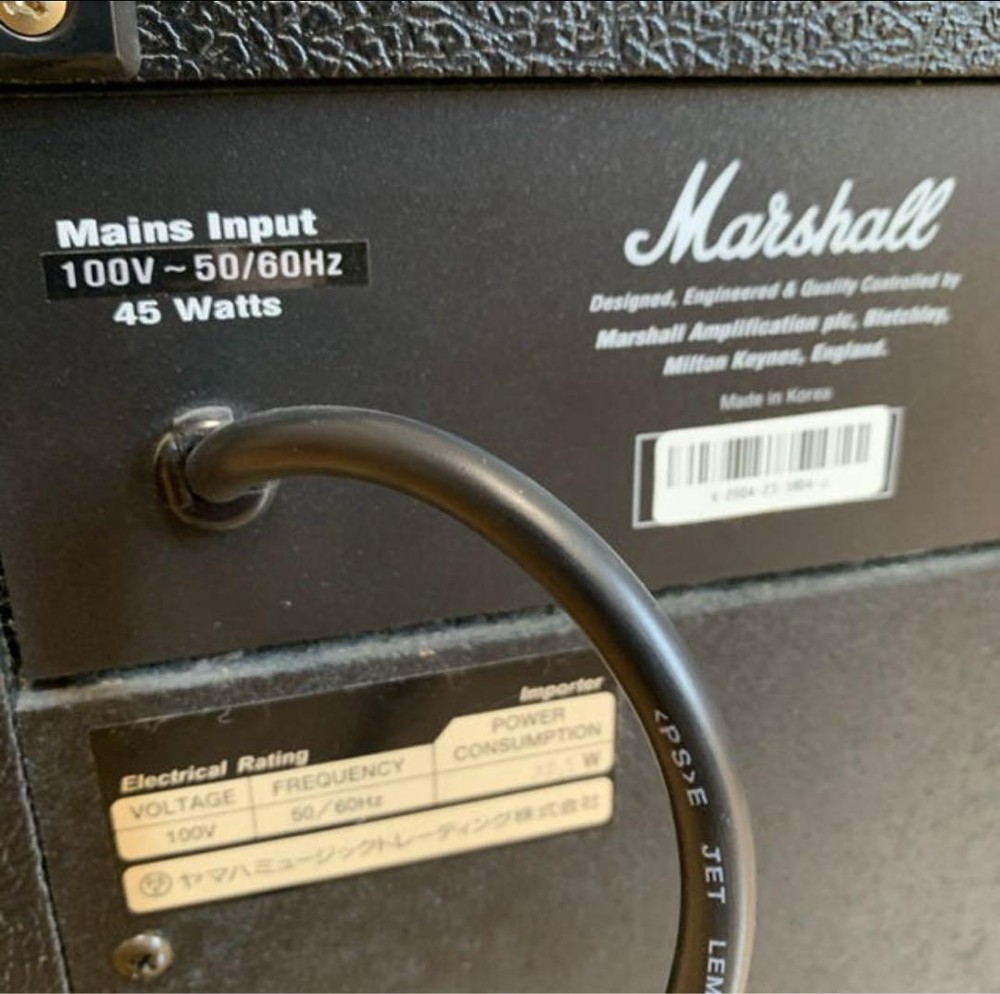 Mains Input
100V ~ 50/60Hz
45 Watts
Marshall
Designed, Engineered & Quality Controlled by
Marshall Amplification plc, Bletchley,
Milton Keynes, England.
Made in Korea
Importer
Electrical Rating
VOLTAGE
FREQUENCY
POWER CONSUMPTION
100V
50/60Hz
W
ヤマハミュージックトレーディング株式会社
<PS>E JET LEM